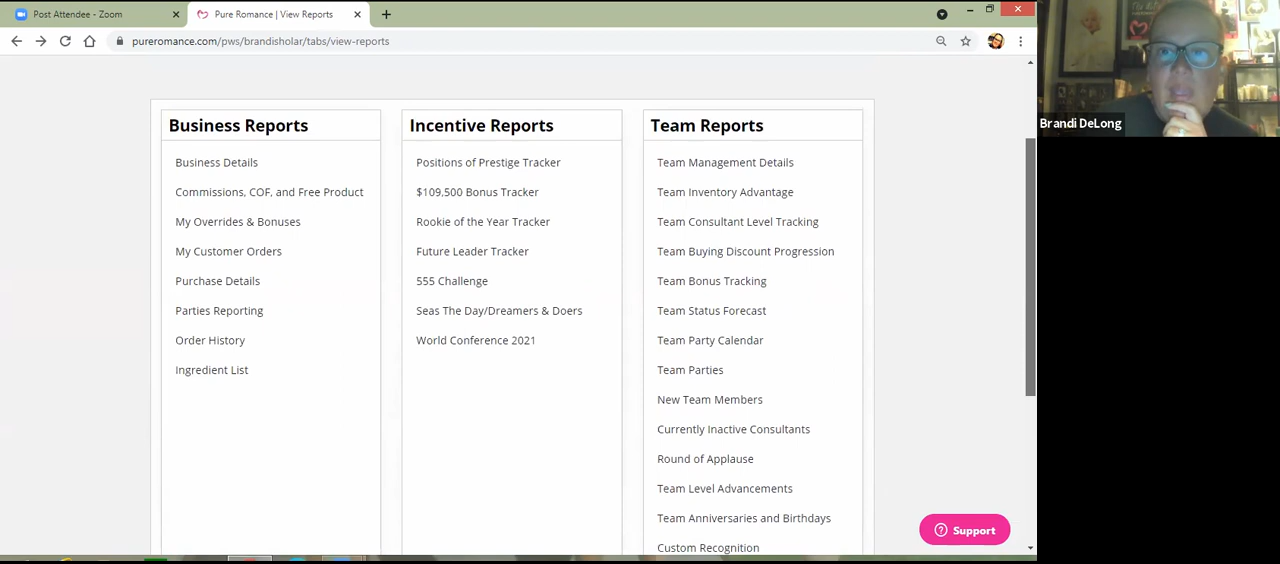 Post Attendee - Zoom
Pure Romance | View Reports
pureromance.com/pws/brandisholar/tabs/view-reports
Brandi DeLong
Business Reports
Business Details
Commissions, COF, and Free Product
My Overrides & Bonuses
My Customer Orders
Purchase Details
Parties Reporting
Order History
Ingredient List
Incentive Reports
Positions of Prestige Tracker
$109,500 Bonus Tracker
Rookie of the Year Tracker
Future Leader Tracker
555 Challenge
Seas The Day/Dreamers & Doers
World Conference 2021
Team Reports
Team Management Details
Team Inventory Advantage
Team Consultant Level Tracking
Team Buying Discount Progression
Team Bonus Tracking
Team Status Forecast
Team Party Calendar
Team Parties
New Team Members
Currently Inactive Consultants
Round of Applause
Team Level Advancements
Team Anniversaries and Birthdays
Custom Recognition
Support